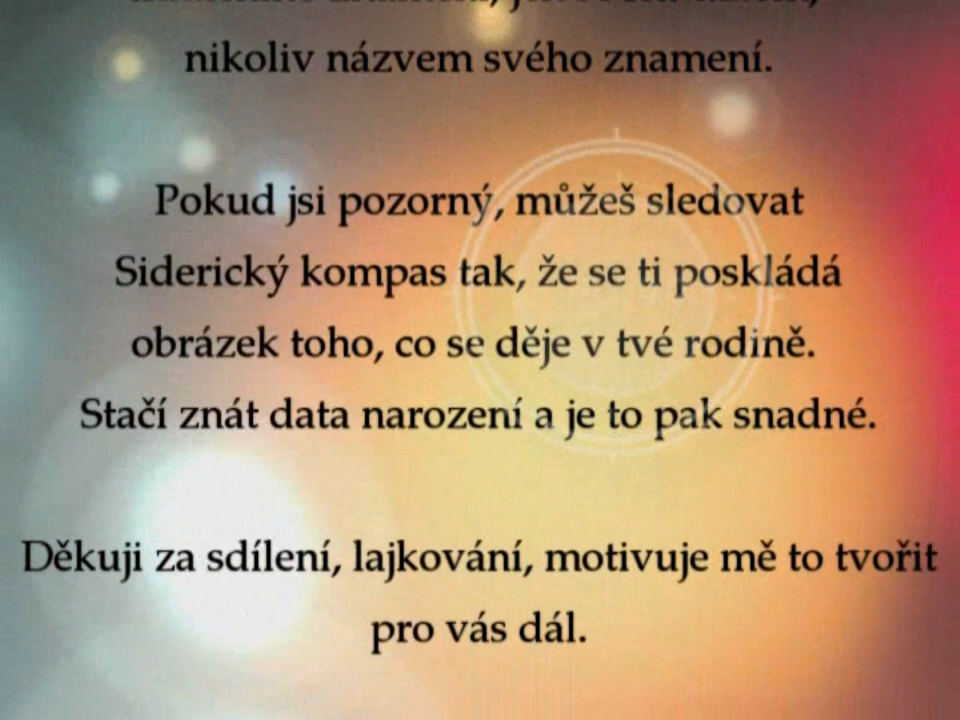 nikoliv názvem svého znamení.
Pokud jsi pozorný, můžeš sledovat
Siderický kompas tak, že se ti poskládá
obrázek toho, co se děje v tvé rodině.
Stačí znát data narození a je to pak snadné.
Děkuji za sdílení, lajkování, motivuje mě to tvořit
pro vás dál.